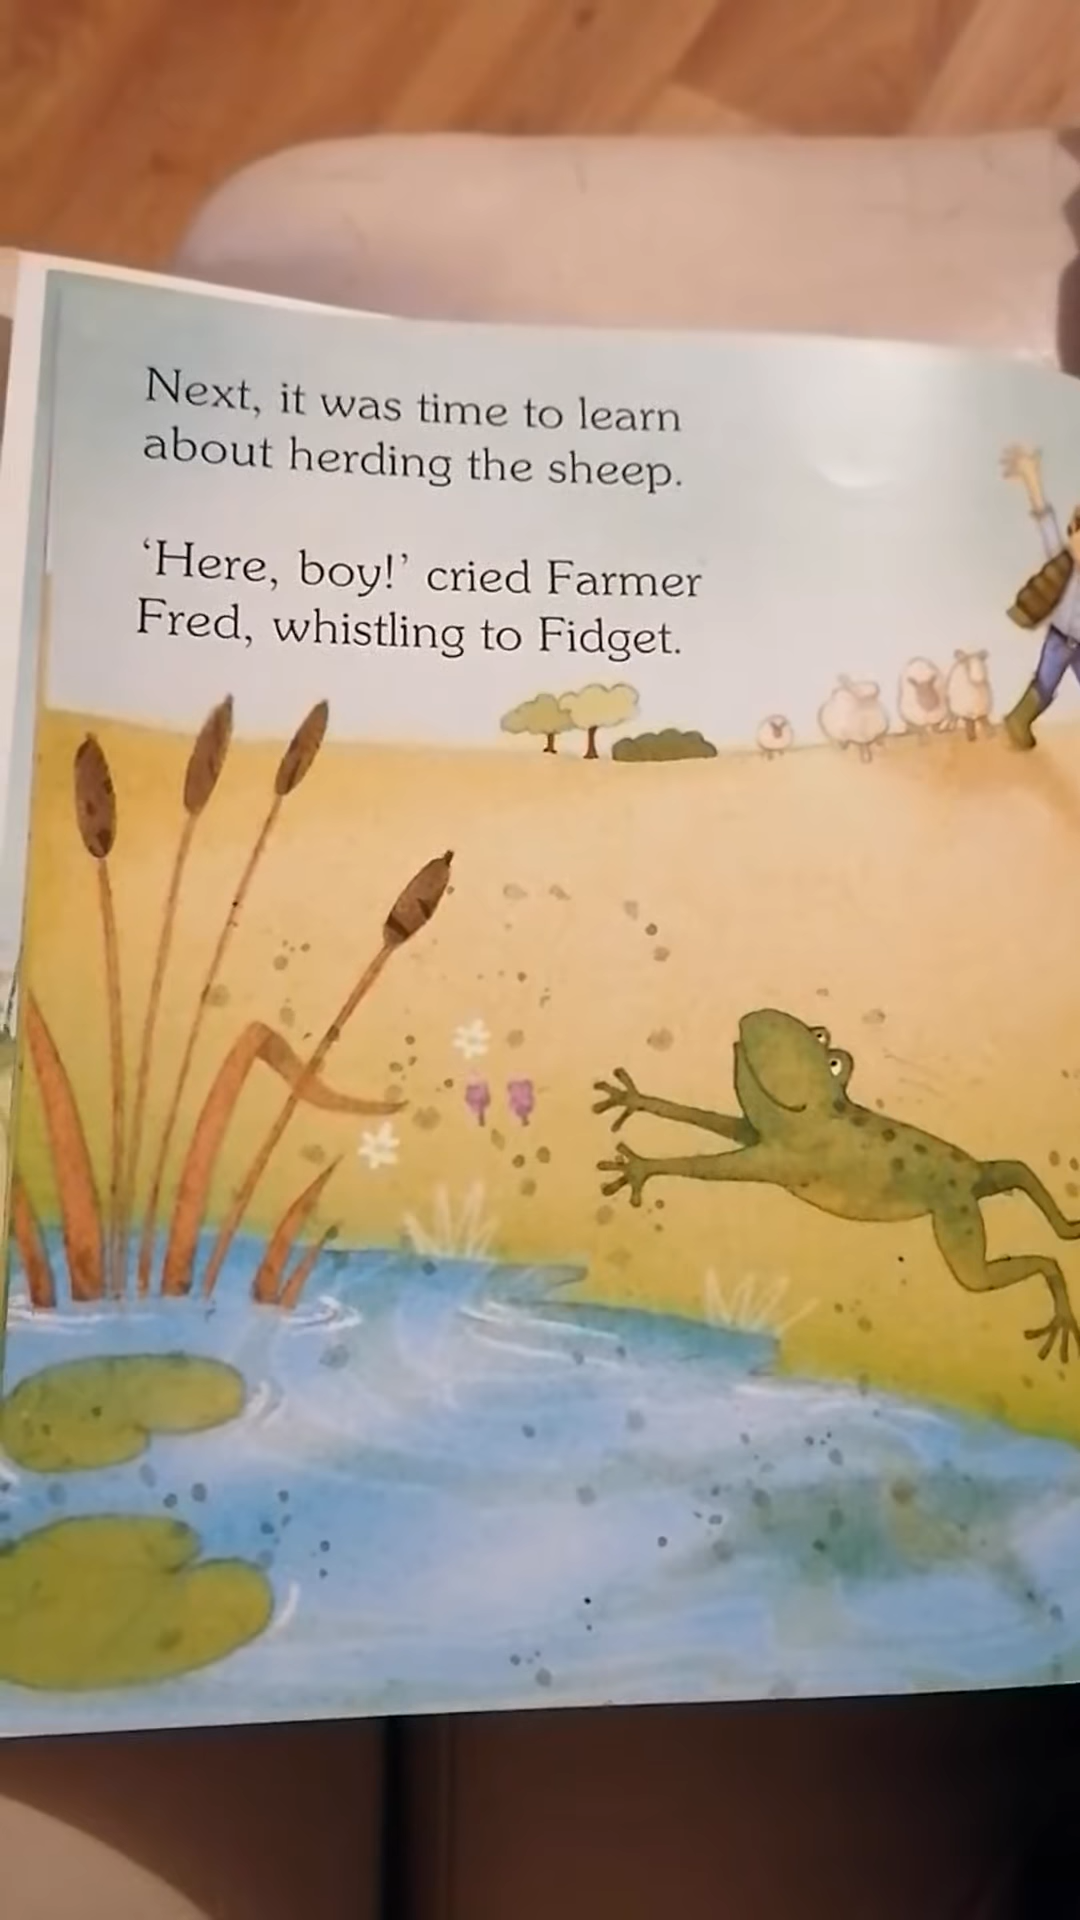 Next, it was time to learn
about herding the sheep.
‘Here, boy!’ cried Farmer
Fred, whistling to Fidget.